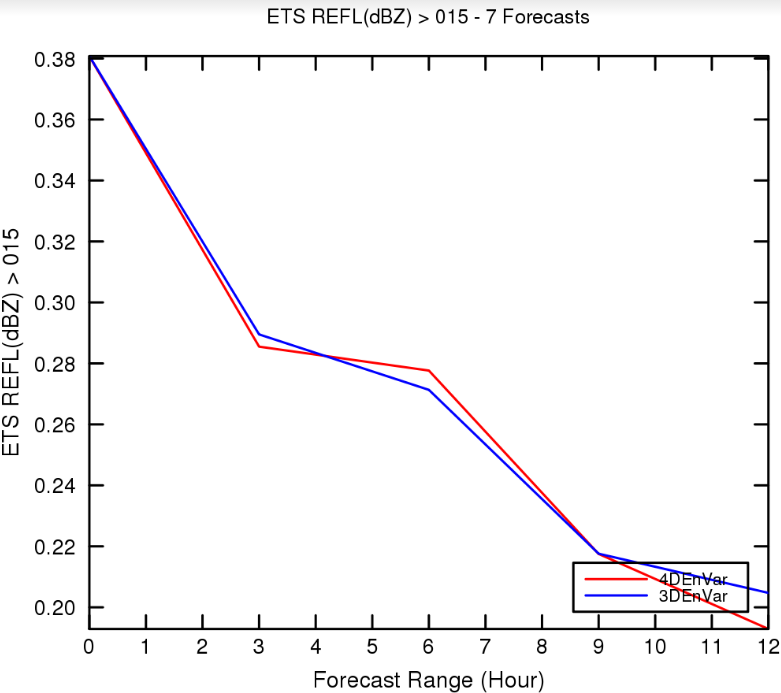 ETS REFL(dBZ) > 015 - 7 Forecasts
ETS REFL(dBZ) > 015
0.38
0.36
0.34
0.32
0.30
0.28
0.26
0.24
0.22
0.20
4DEnVar
3DEnVar
0 1 2 3 4 5 6 7 8 9 10 11 12
Forecast Range (Hour)